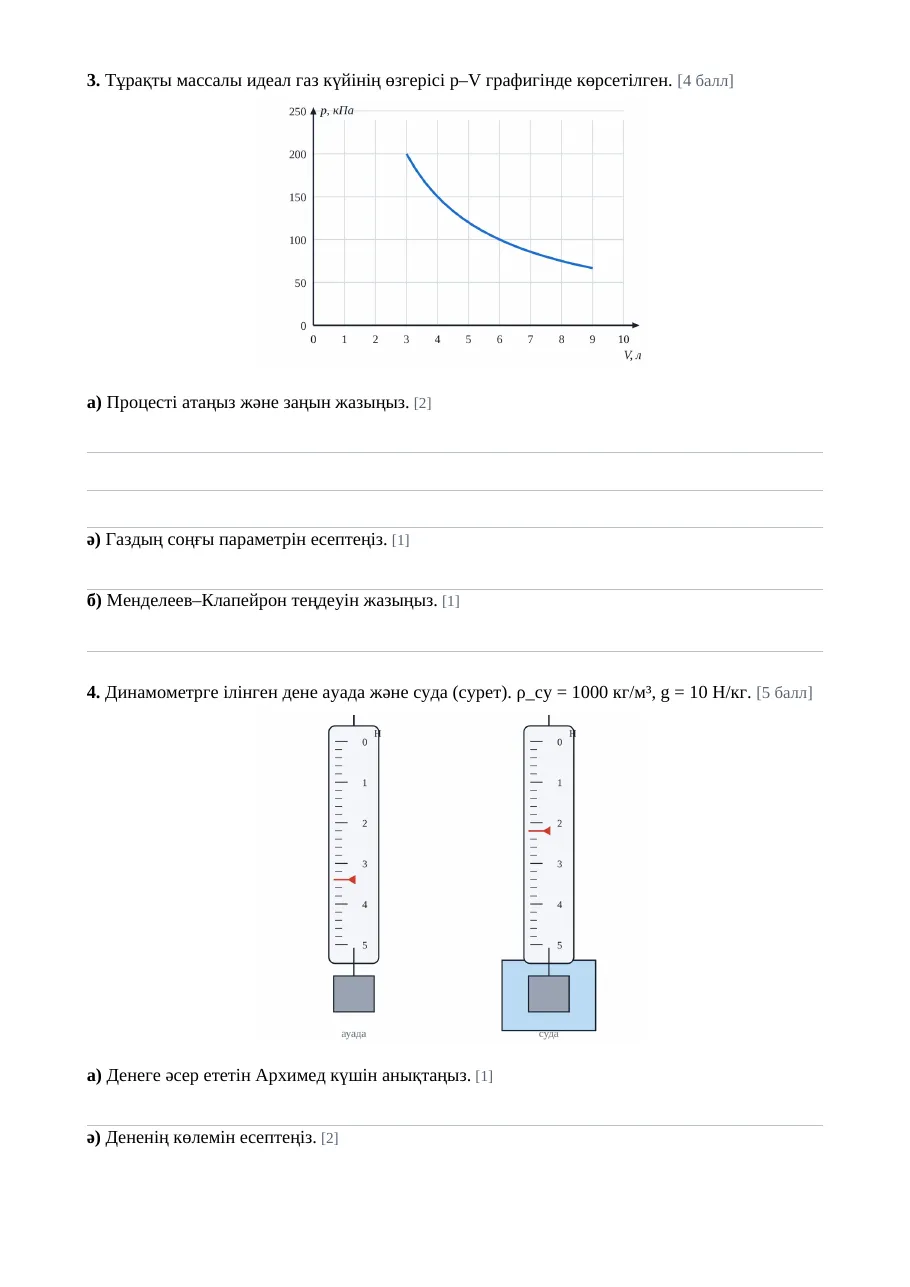 3. Тұрақты массалы идеал газ күйінің өзгерісі p–V графигінде көрсетілген. [4 балл]
250 p, кПа
200
150
100
50
0
0 1 2 3 4 5 6 7 8 9 10
V, л
а) Процесті атаңыз және заңын жазыңыз. [2]
ә) Газдың соңғы параметрін есептеңіз. [1]
б) Менделеев–Клапейрон теңдеуін жазыңыз. [1]
4. Динамометрге ілінген дене ауада және суда (сурет). ρ_су = 1000 кг/м³, g = 10 Н/кг. [5 балл]
Н Н
0 0
1 1
2 2
3 3
4 4
5 5
ауада суда
а) Денеге әсер ететін Архимед күшін анықтаңыз. [1]
ә) Дененің көлемін есептеңіз. [2]